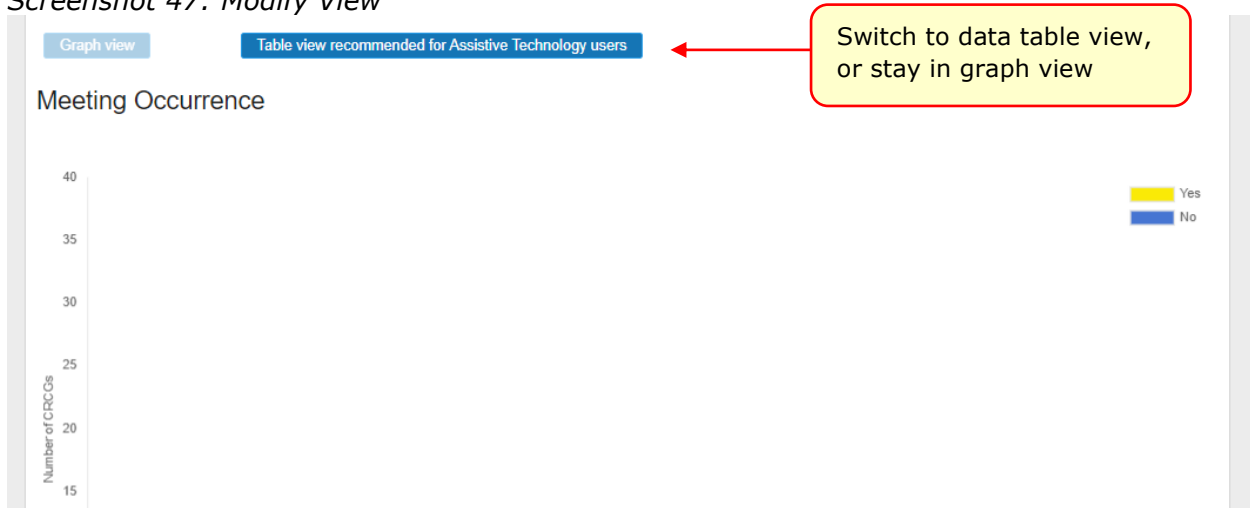 Screenshot 47: Modify View
Graph view
Table view recommended for Assistive Technology users
Switch to data table view,
or stay in graph view
Meeting Occurrence
40
Yes
No
35
30
25
20
15
Number of CRCGs